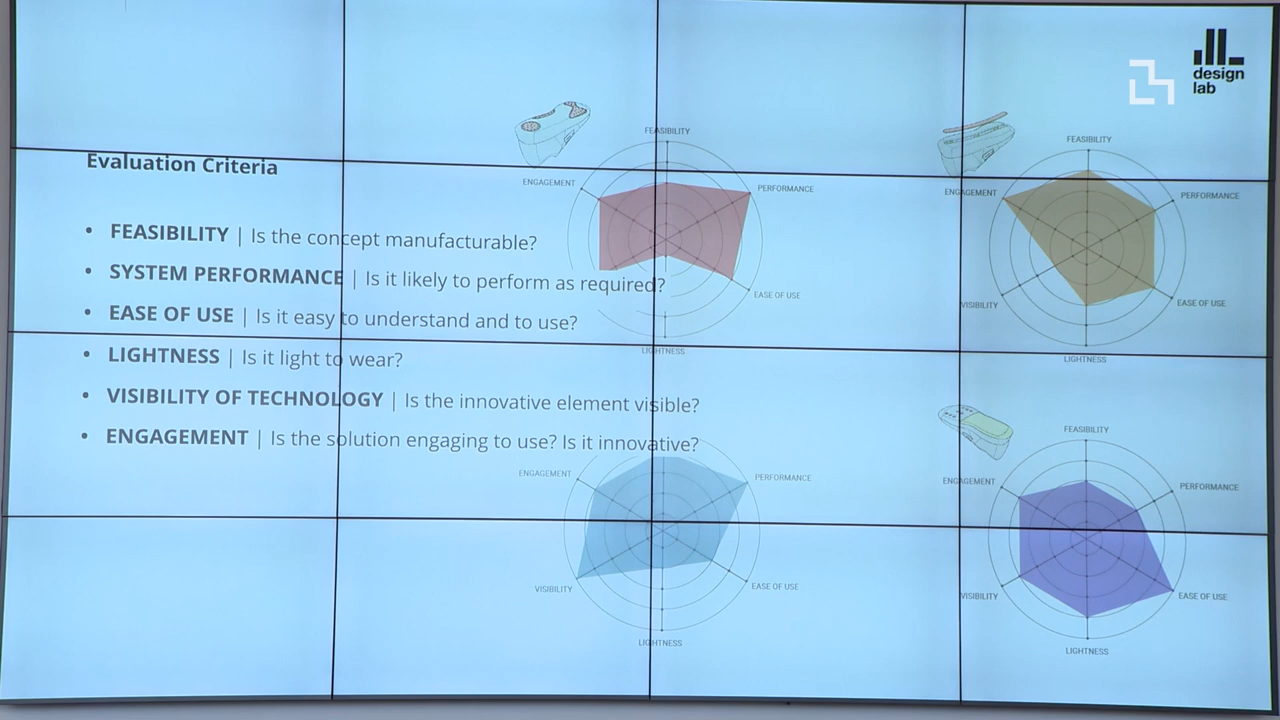 design
lab
Evaluation Criteria
• FEASIBILITY | Is the concept manufacturable?
• SYSTEM PERFORMANCE | Is it likely to perform as required?
• EASE OF USE | Is it easy to understand and to use?
• LIGHTNESS | Is it light to wear?
• VISIBILITY OF TECHNOLOGY | Is the innovative element visible?
• ENGAGEMENT | Is the solution engaging to use? Is it innovative?
FEASIBILITY
ENGAGEMENT
PERFORMANCE
EASE OF USE
LIGHTNESS
FEASIBILITY
ENGAGEMENT
PERFORMANCE
VISIBILITY
EASE OF USE
LIGHTNESS
ENGAGEMENT
PERFORMANCE
VISIBILITY
EASE OF USE
LIGHTNESS
FEASIBILITY
ENGAGEMENT
PERFORMANCE
VISIBILITY
EASE OF USE
LIGHTNESS